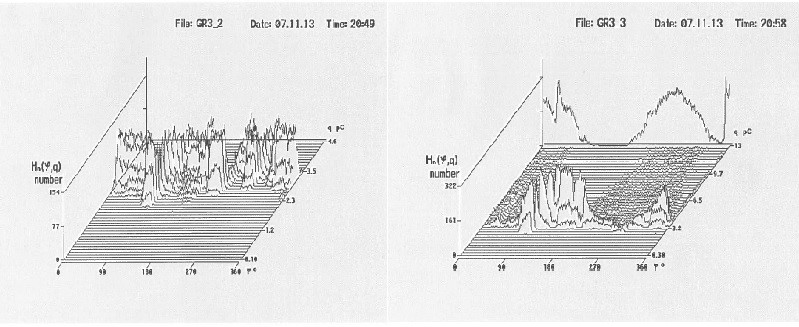 File: GR3_2 Date: 07.11.13 Time: 20:49
q pC
4.6
Hn(φ,q)
number
154
77
0
3.5
2.3
1.2
0.10
0 90 180 270 360 φ °
File: GR3 3 Date: 07.11.13 Time: 20:58
q pC
13
Hn(φ,q)
number
322
161
0
9.7
6.5
3.2
0.30
0 90 180 270 360 φ °